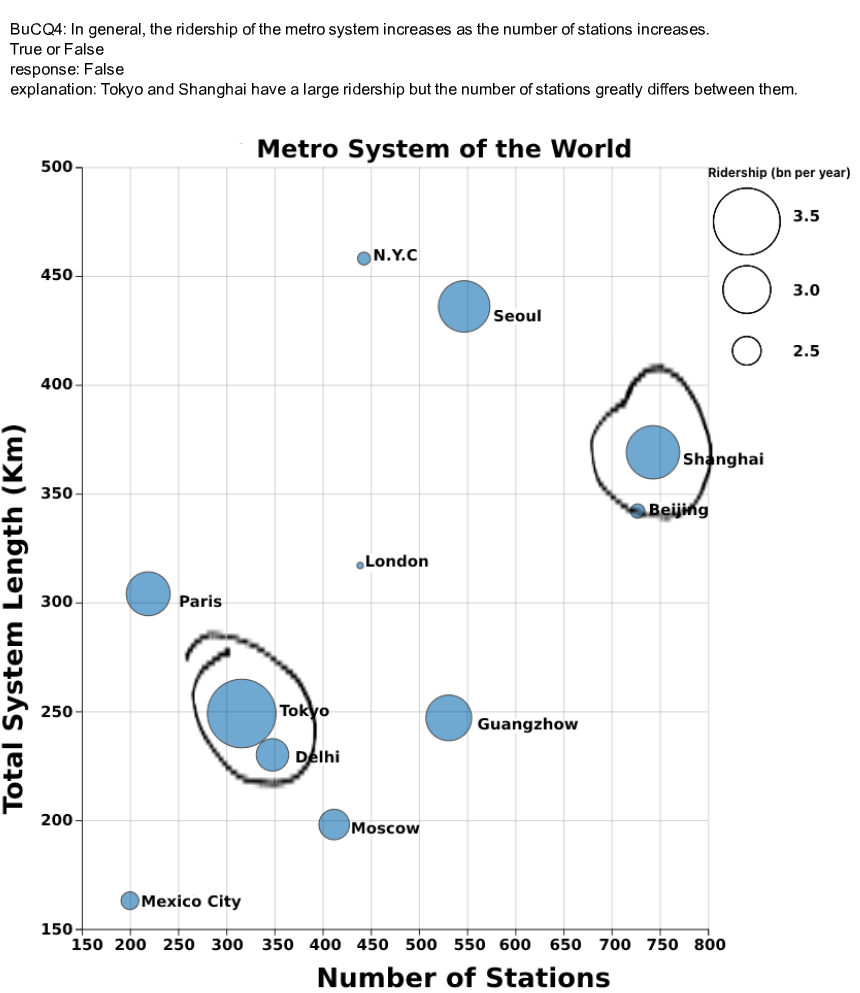 BuCQ4: In general, the ridership of the metro system increases as the number of stations increases.
True or False
response: False
explanation: Tokyo and Shanghai have a large ridership but the number of stations greatly differs between them.
Metro System of the World
Ridership (bn per year)
3.5
3.0
2.5
Total System Length (Km)
500
450
400
350
300
250
200
150
N.Y.C
Seoul
Shanghai
Beijing
London
Paris
Tokyo
Guangzhow
Delhi
Moscow
Mexico City
150 200 250 300 350 400 450 500 550 600 650 700 750 800
Number of Stations